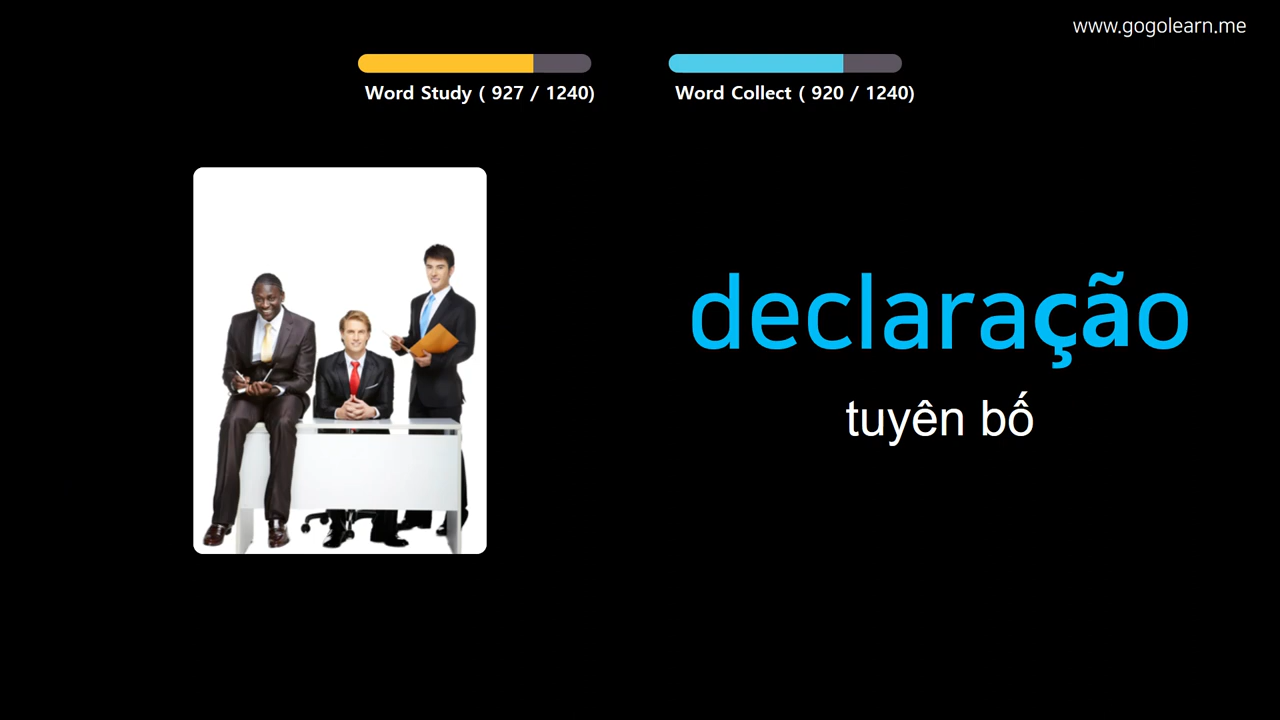 www.gogolearn.me
Word Study ( 927 / 1240)
Word Collect ( 920 / 1240)
declaração
tuyên bố